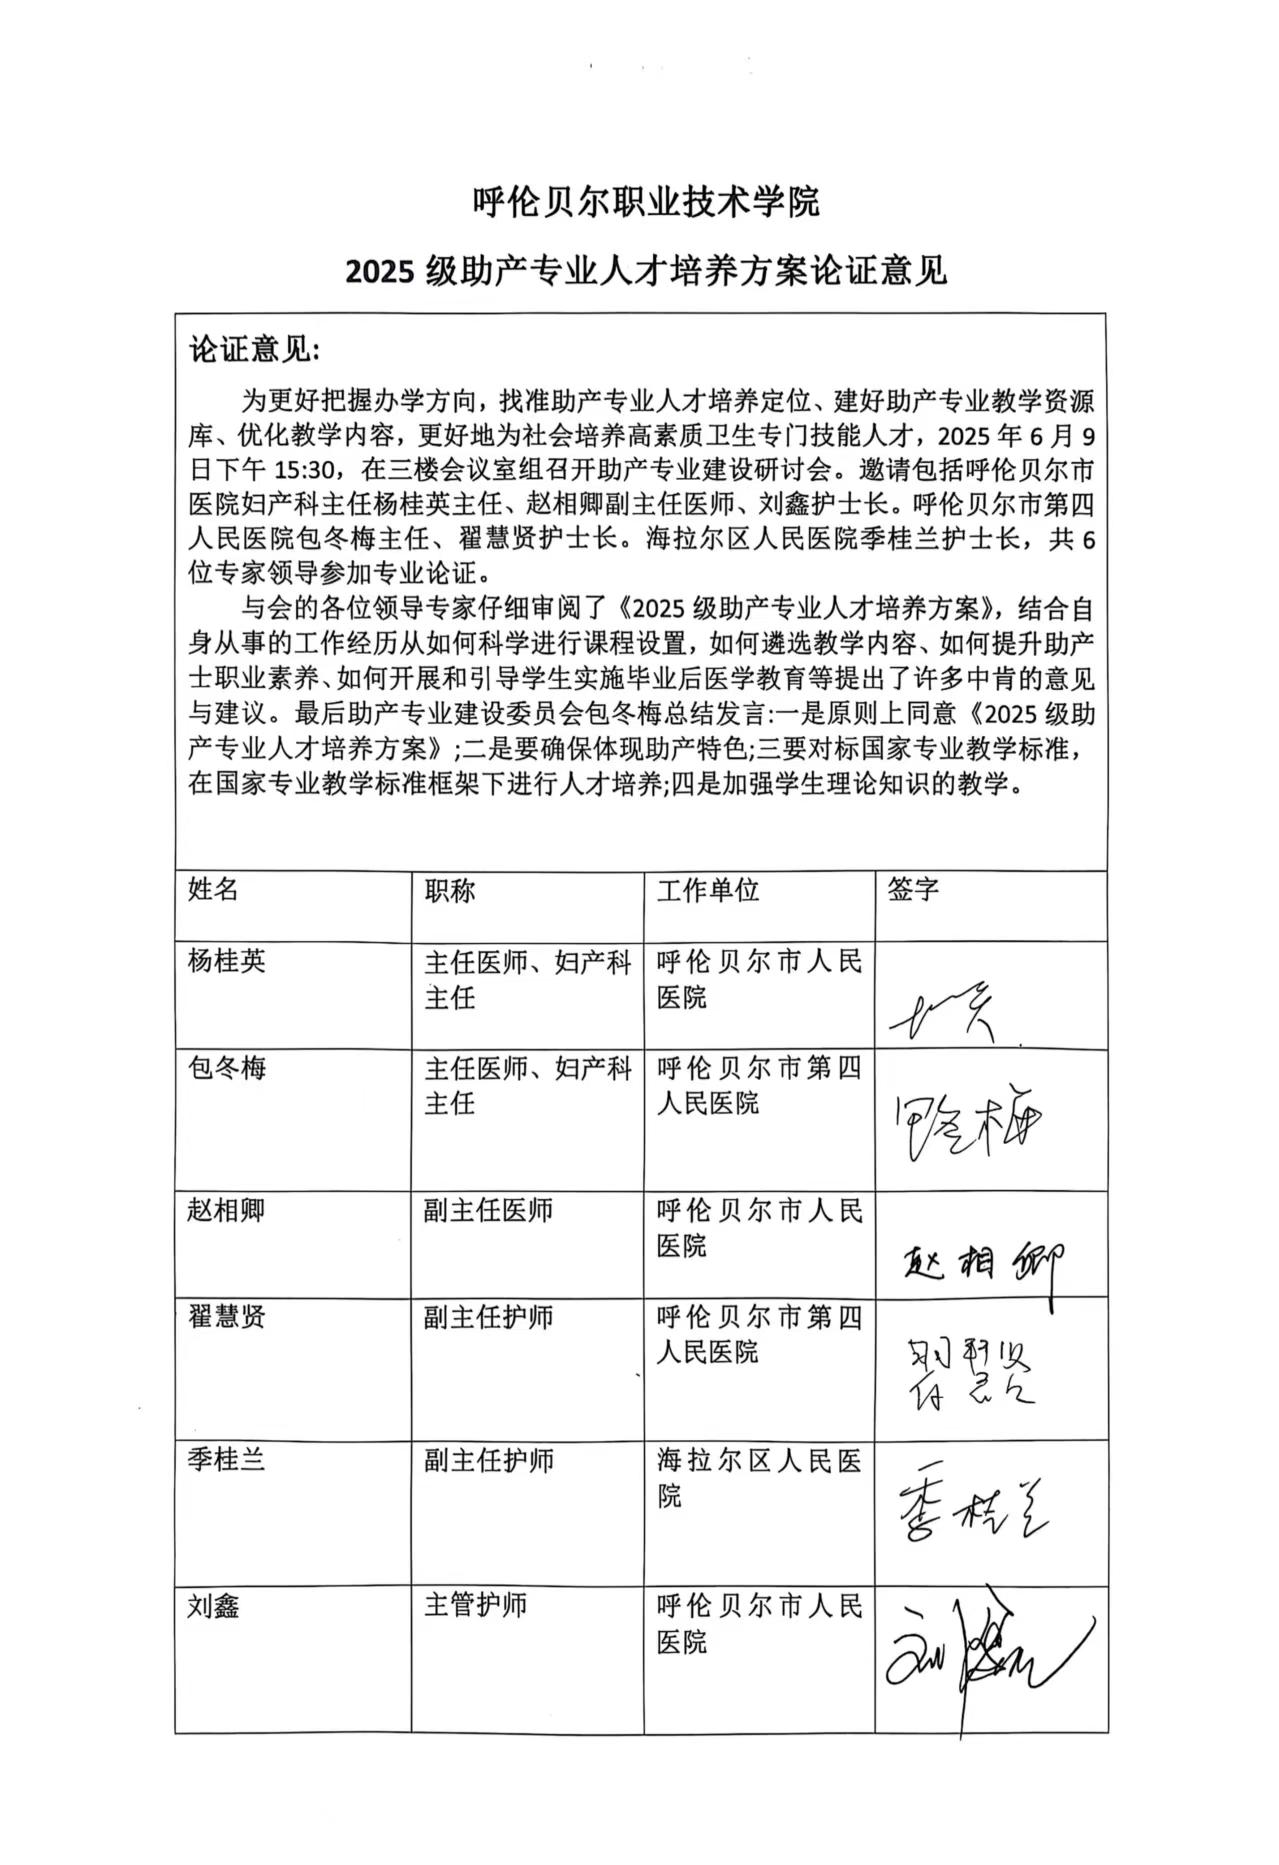 呼伦贝尔职业技术学院
2025 级助产专业人才培养方案论证意见
论证意见:
为更好把握办学方向，找准助产专业人才培养定位、建好助产专业教学资源
库、优化教学内容，更好地为社会培养高素质卫生专门技能人才，2025 年 6 月 9
日下午 15:30，在三楼会议室组召开助产专业建设研讨会。邀请包括呼伦贝尔市
医院妇产科主任杨桂英主任、赵相卿副主任医师、刘鑫护士长。呼伦贝尔市第四
人民医院包冬梅主任、翟慧贤护士长。海拉尔区人民医院季桂兰护士长，共 6
位专家领导参加专业论证。
与会的各位领导专家仔细审阅了《2025 级助产专业人才培养方案》，结合自
身从事的工作经历从如何科学进行课程设置，如何遴选教学内容、如何提升助产
士职业素养、如何开展和引导学生实施毕业后医学教育等提出了许多中肯的意见
与建议。最后助产专业建设委员会包冬梅总结发言:一是原则上同意《2025 级助
产专业人才培养方案》;二是要确保体现助产特色;三要对标国家专业教学标准，
在国家专业教学标准框架下进行人才培养;四是加强学生理论知识的教学。
姓名 职称 工作单位 签字
杨桂英 主任医师、妇产科 呼伦贝尔市人民
主任 医院
包冬梅 主任医师、妇产科 呼伦贝尔市第四
主任 人民医院 包冬梅
赵相卿 副主任医师 呼伦贝尔市人民
医院 赵相卿
翟慧贤 副主任护师 呼伦贝尔市第四
人民医院 翟慧贤
季桂兰 副主任护师 海拉尔区人民医
院 季桂兰
刘鑫 主管护师 呼伦贝尔市人民
医院 刘鑫